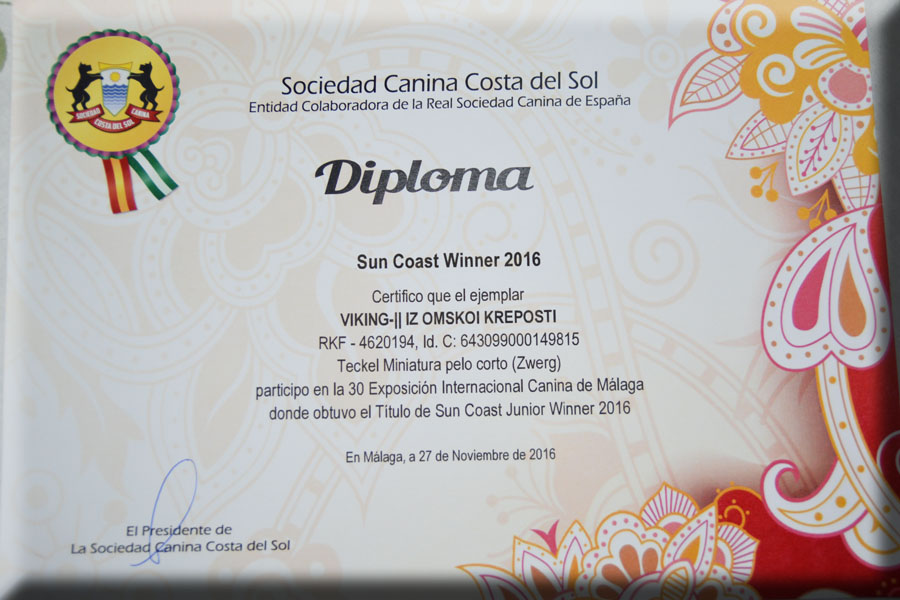 Sociedad Canina Costa del Sol
Entidad Colaboradora de la Real Sociedad Canina de España
SOCIEDAD CANINA
COSTA DEL SOL
Diploma
Sun Coast Winner 2016
Certifico que el ejemplar
VIKING-|| IZ OMSKOI KREPOSTI
RKF - 4620194, Id. C: 643099000149815
Teckel Miniatura pelo corto (Zwerg)
participo en la 30 Exposición Internacional Canina de Málaga
donde obtuvo el Título de Sun Coast Junior Winner 2016
En Málaga, a 27 de Noviembre de 2016
El Presidente de
La Sociedad Canina Costa del Sol